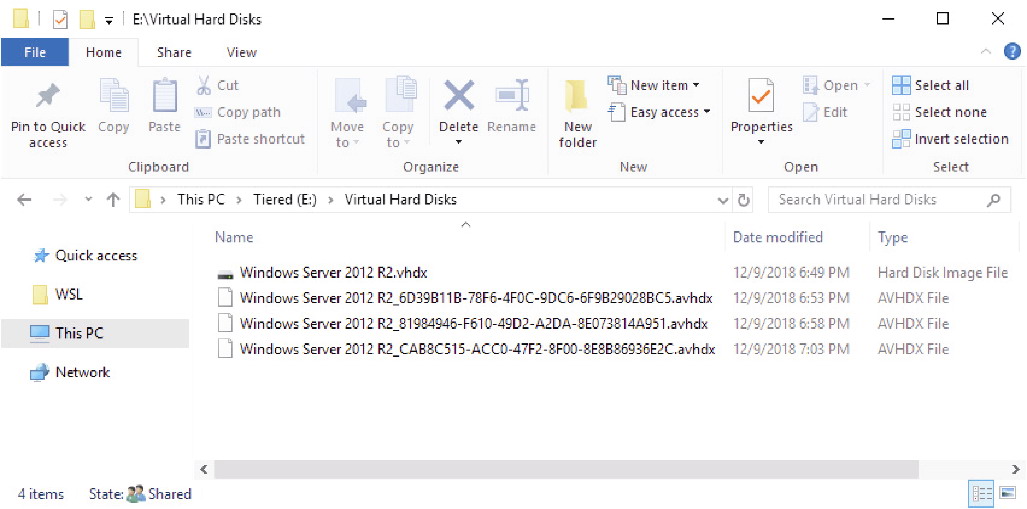 E:\Virtual Hard Disks
File Home Share View
Pin to Quick access
Copy
Paste
Cut
Copy path
Paste shortcut
Clipboard
Move to
Copy to
Delete
Rename
Organize
New folder
New item
Easy access
New
Properties
Open
Edit
Open
Select all
Select none
Invert selection
Select
This PC > Tiered (E:) > Virtual Hard Disks
Search Virtual Hard Disks
Quick access
WSL
This PC
Network
Name Date modified Type
Windows Server 2012 R2.vhdx 12/9/2018 6:49 PM Hard Disk Image File
Windows Server 2012 R2_6D39B11B-78F6-4F0C-9DC6-6F9B29028BC5.avhdx 12/9/2018 6:53 PM AVHDX File
Windows Server 2012 R2_81984946-F610-49D2-A2DA-8E073814A951.avhdx 12/9/2018 6:58 PM AVHDX File
Windows Server 2012 R2_CAB8C515-ACC0-47F2-8F00-8E8B86936E2C.avhdx 12/9/2018 7:03 PM AVHDX File
4 items State: Shared